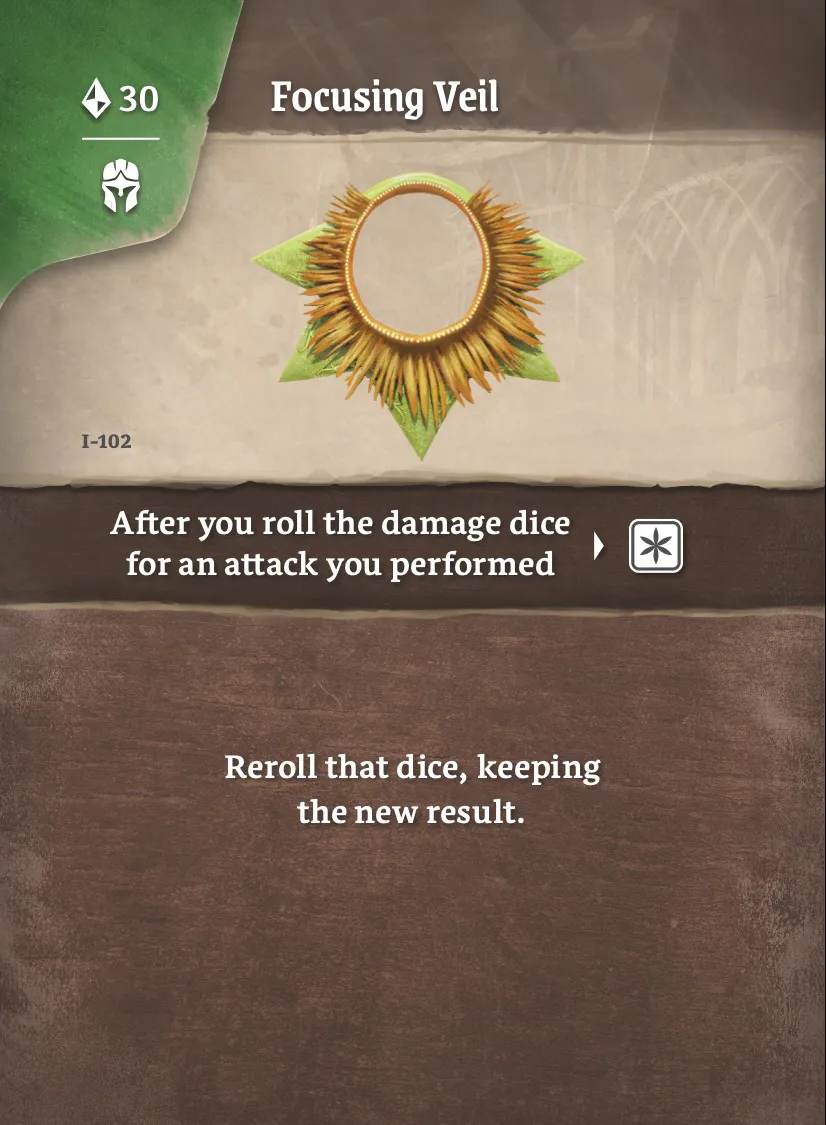 30
Focusing Veil
I-102
After you roll the damage dice
for an attack you performed
Reroll that dice, keeping
the new result.